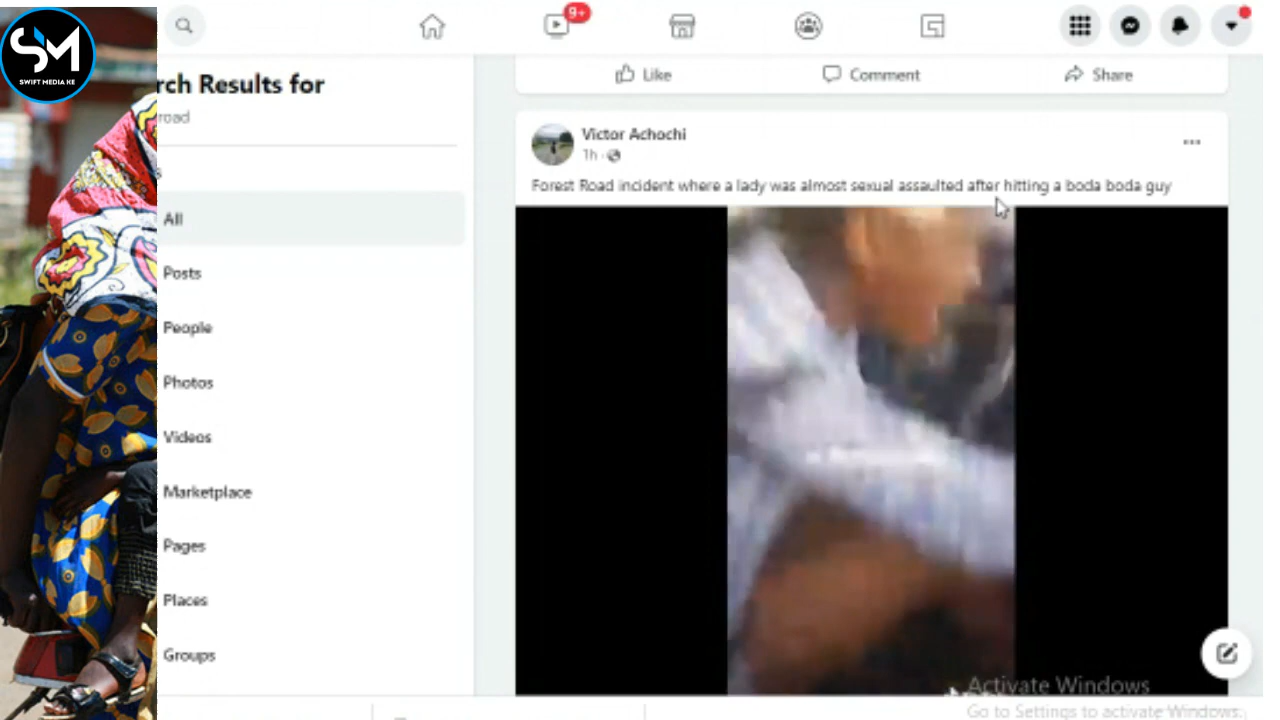 SM
SWIFT MEDIA KE
9+
rch Results for
road
s
All
Posts
People
Photos
Videos
Marketplace
Pages
Places
Groups
Like
Comment
Share
Victor Achochi
1h
Forest Road incident where a lady was almost sexual assaulted after hitting a boda boda guy
Activate Windows
Go to Settings to activate Windows.